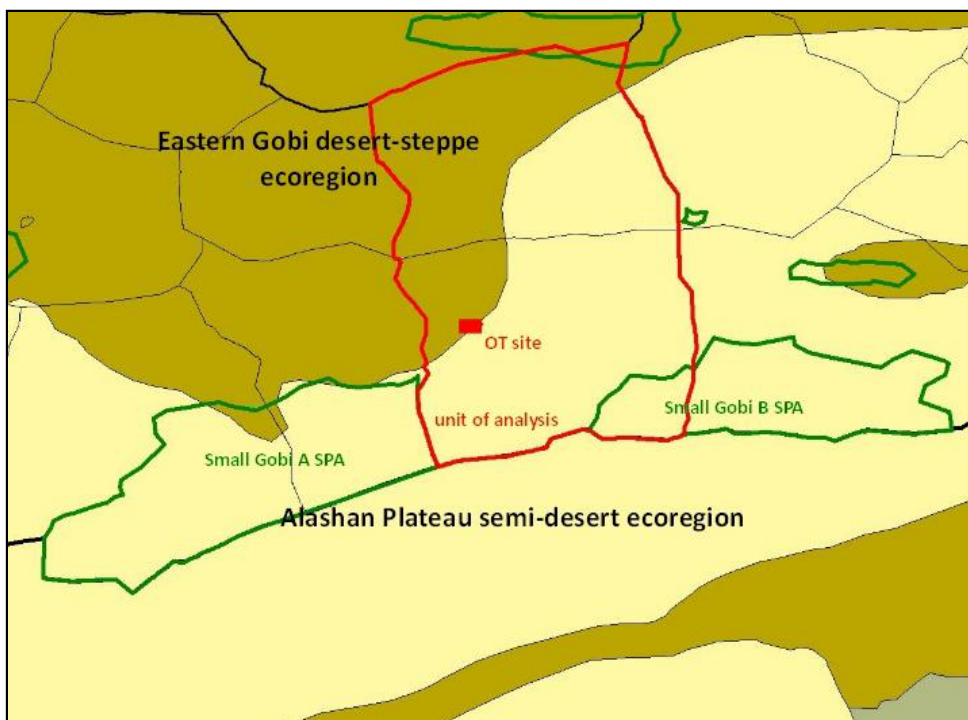 Eastern Gobi desert-steppe
ecoregion
OT site
unit of analysis
Small Gobi B SPA
Small Gobi A SPA
Alashan Plateau semi-desert ecoregion